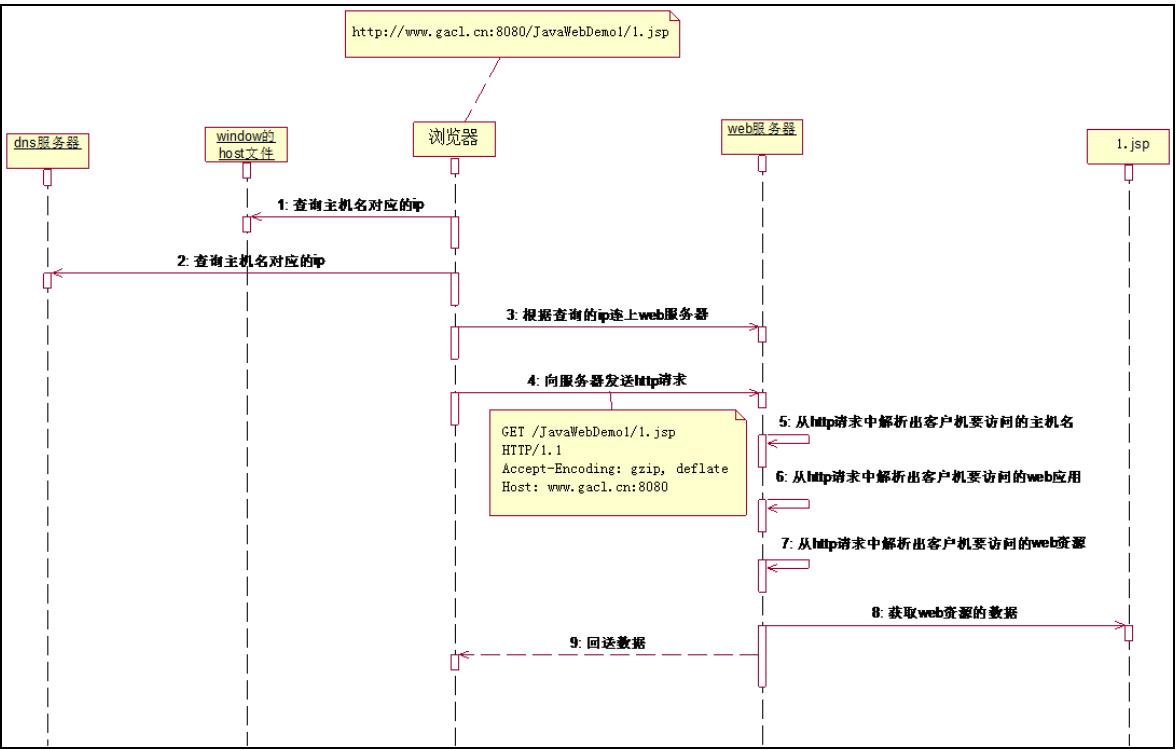 http://www.gacl.cn:8080/JavaWebDemo1/1.jsp
dns服务器
window的
host文件
浏览器
web服务器
1.jsp
1: 查询主机名对应的ip
2: 查询主机名对应的ip
3: 根据查询的ip连上web服务器
4: 向服务器发送http请求
GET /JavaWebDemo1/1.jsp
HTTP/1.1
Accept-Encoding: gzip, deflate
Host: www.gacl.cn:8080
5: 从http请求中解析出客户机要访问的主机名
6: 从http请求中解析出客户机要访问的web应用
7: 从http请求中解析出客户机要访问的web资源
8: 获取web资源的数据
9: 回送数据